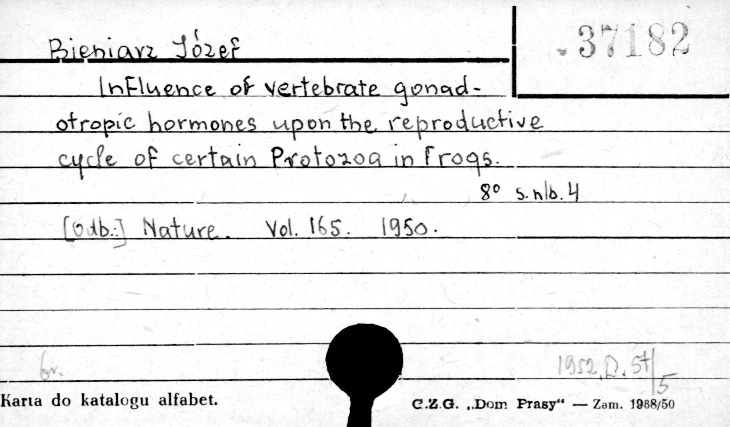 Bieniarz Józef
37182
Influence of vertebrate gonad-
otropic hormones upon the reproductive
cycle of certain Protozoa in Frogs.
8° s. nlb. 4
[Odb.:] Nature. Vol. 165. 1950.
br.
1952. D. 54/5
Karta do katalogu alfabet.
C.Z.G. „Dom Prasy“ — Zam. 1988/50